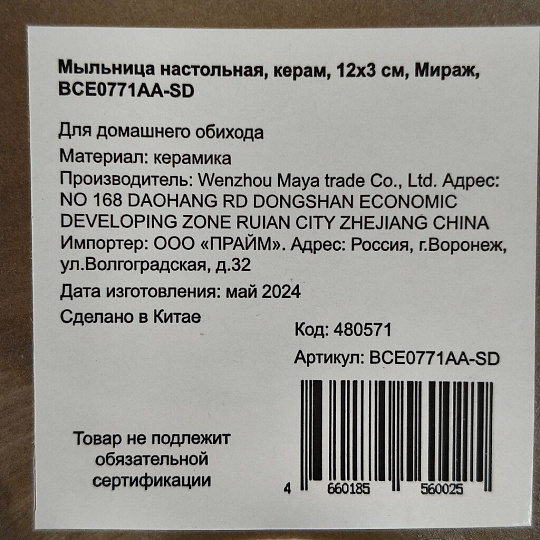 Мыльница настольная, керам, 12х3 см, Мираж,
BCE0771AA-SD
Для домашнего обихода
Материал: керамика
Производитель: Wenzhou Maya trade Co., Ltd. Адрес:
NO 168 DAOHANG RD DONGSHAN ECONOMIC
DEVELOPING ZONE RUIAN CITY ZHEJIANG CHINA
Импортер: ООО «ПРАЙМ». Адрес: Россия, г.Воронеж,
ул.Волгоградская, д.32
Дата изготовления: май 2024
Сделано в Китае
Код: 480571
Артикул: BCE0771AA-SD
Товар не подлежит
обязательной
сертификации
4 660185 560025